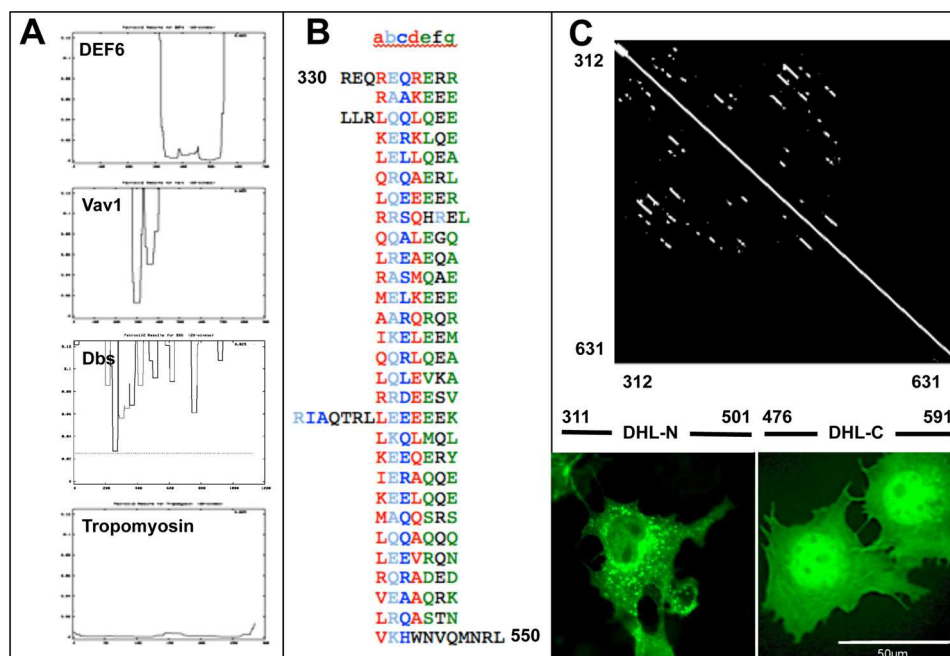 A
DEF6
Vav1
Dbs
Tropomyosin
B
abcdefg
330 REQREQRERR
RAAKEEE
LLRLQQLQEE
KERKLQE
LELLQEA
QRQAERL
LQEEEER
RRSQHREL
QQALEGQ
LREAEQA
RASMQAE
MELKEEE
AARQRQR
IKELEEM
QQRLQEA
LQLEVKA
RRDEESV
RIAQTRLLEEEEEK
LKQLMQL
KEEQERY
IERAQQE
KEELQQE
MAQQSRS
LQQAQQQ
LEEVRQN
RQRADED
VEAAQRK
LRQASTN
VKHWNVQMNRL 550
C
312
631
312 631
311 DHL-N 501 476 DHL-C 591
50µm